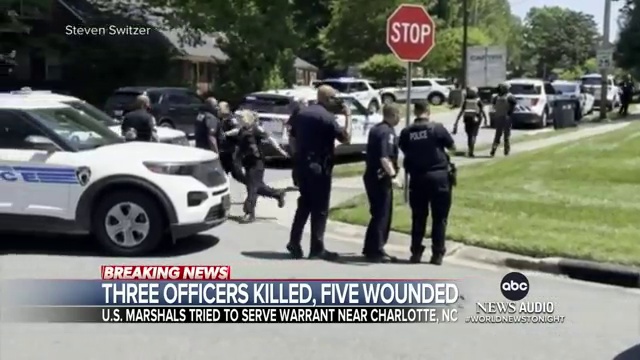 Steven Switzer
STOP
POLICE
BREAKING NEWS
THREE OFFICERS KILLED, FIVE WOUNDED
U.S. MARSHALS TRIED TO SERVE WARRANT NEAR CHARLOTTE, NC
abc
NEWS AUDIO
#WORLDNEWSTONIGHT